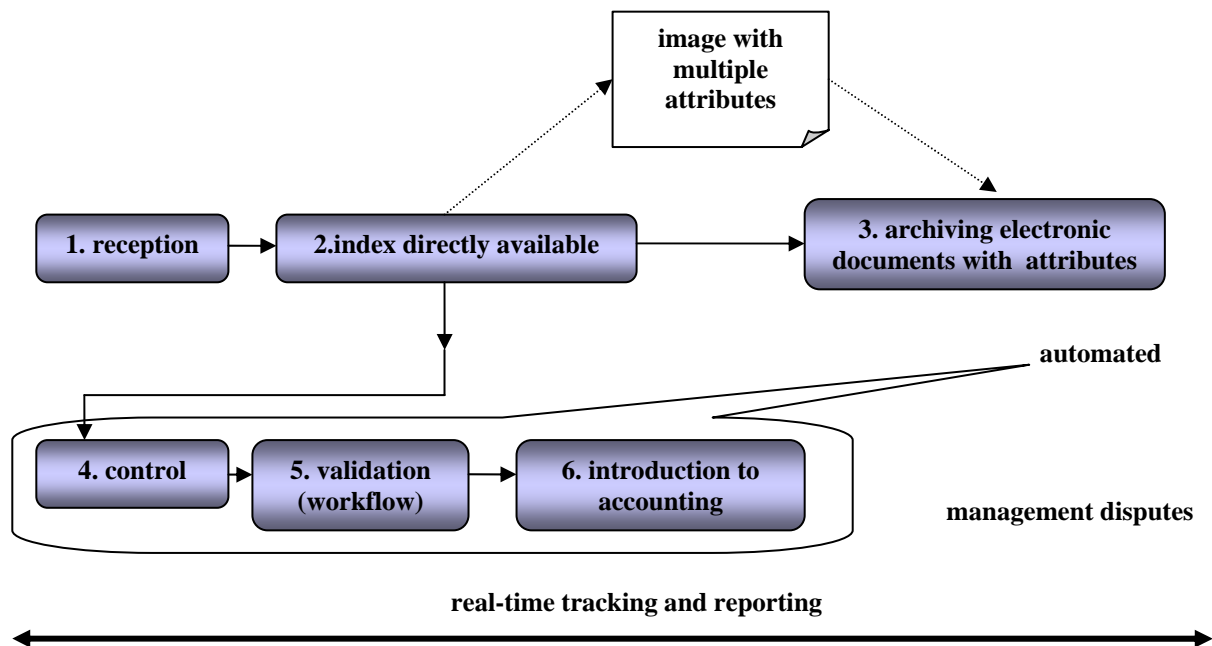 image with
multiple
attributes
1. reception
2.index directly available
3. archiving electronic
documents with attributes
automated
4. control
5. validation
(workflow)
6. introduction to
accounting
management disputes
real-time tracking and reporting